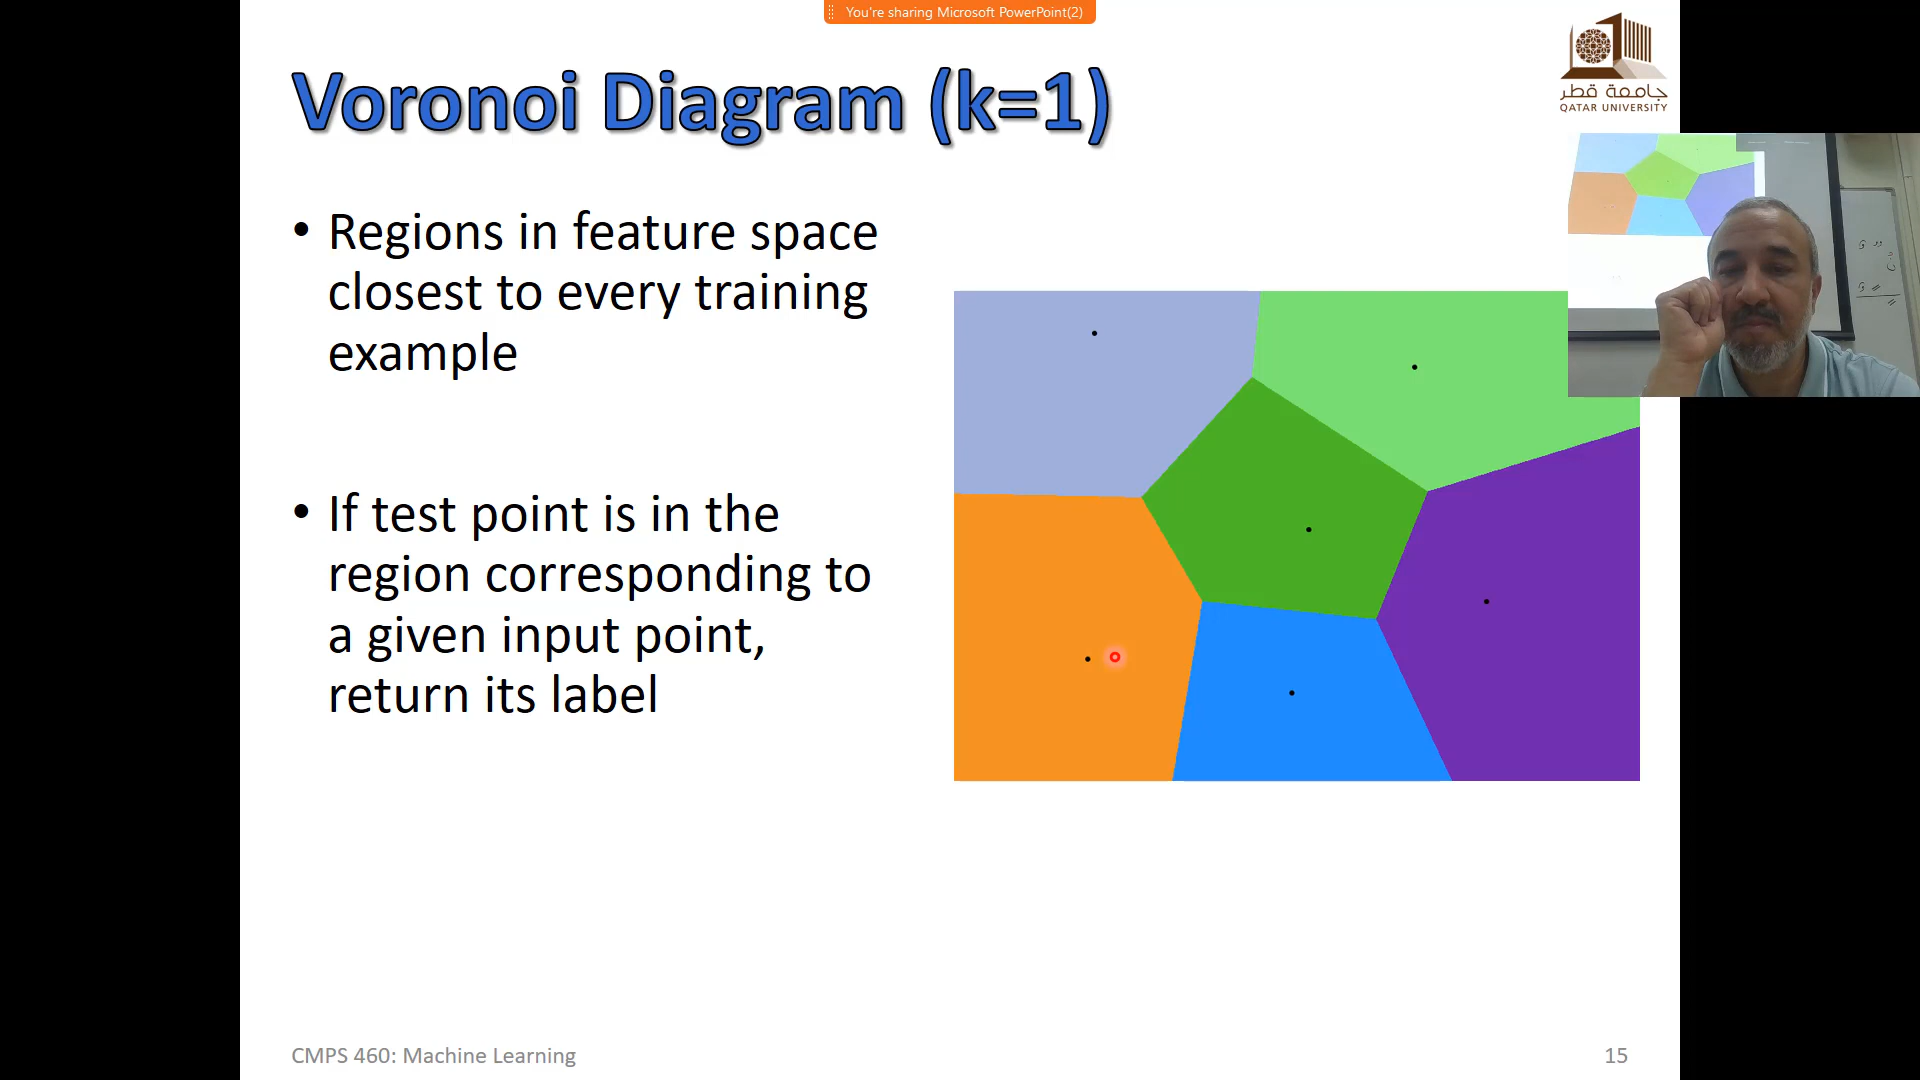 You're sharing Microsoft PowerPoint(2)
Voronoi Diagram (k=1)
جامعة قطر
QATAR UNIVERSITY
• Regions in feature space
closest to every training
example
• If test point is in the
region corresponding to
a given input point,
return its label
CMPS 460: Machine Learning
15